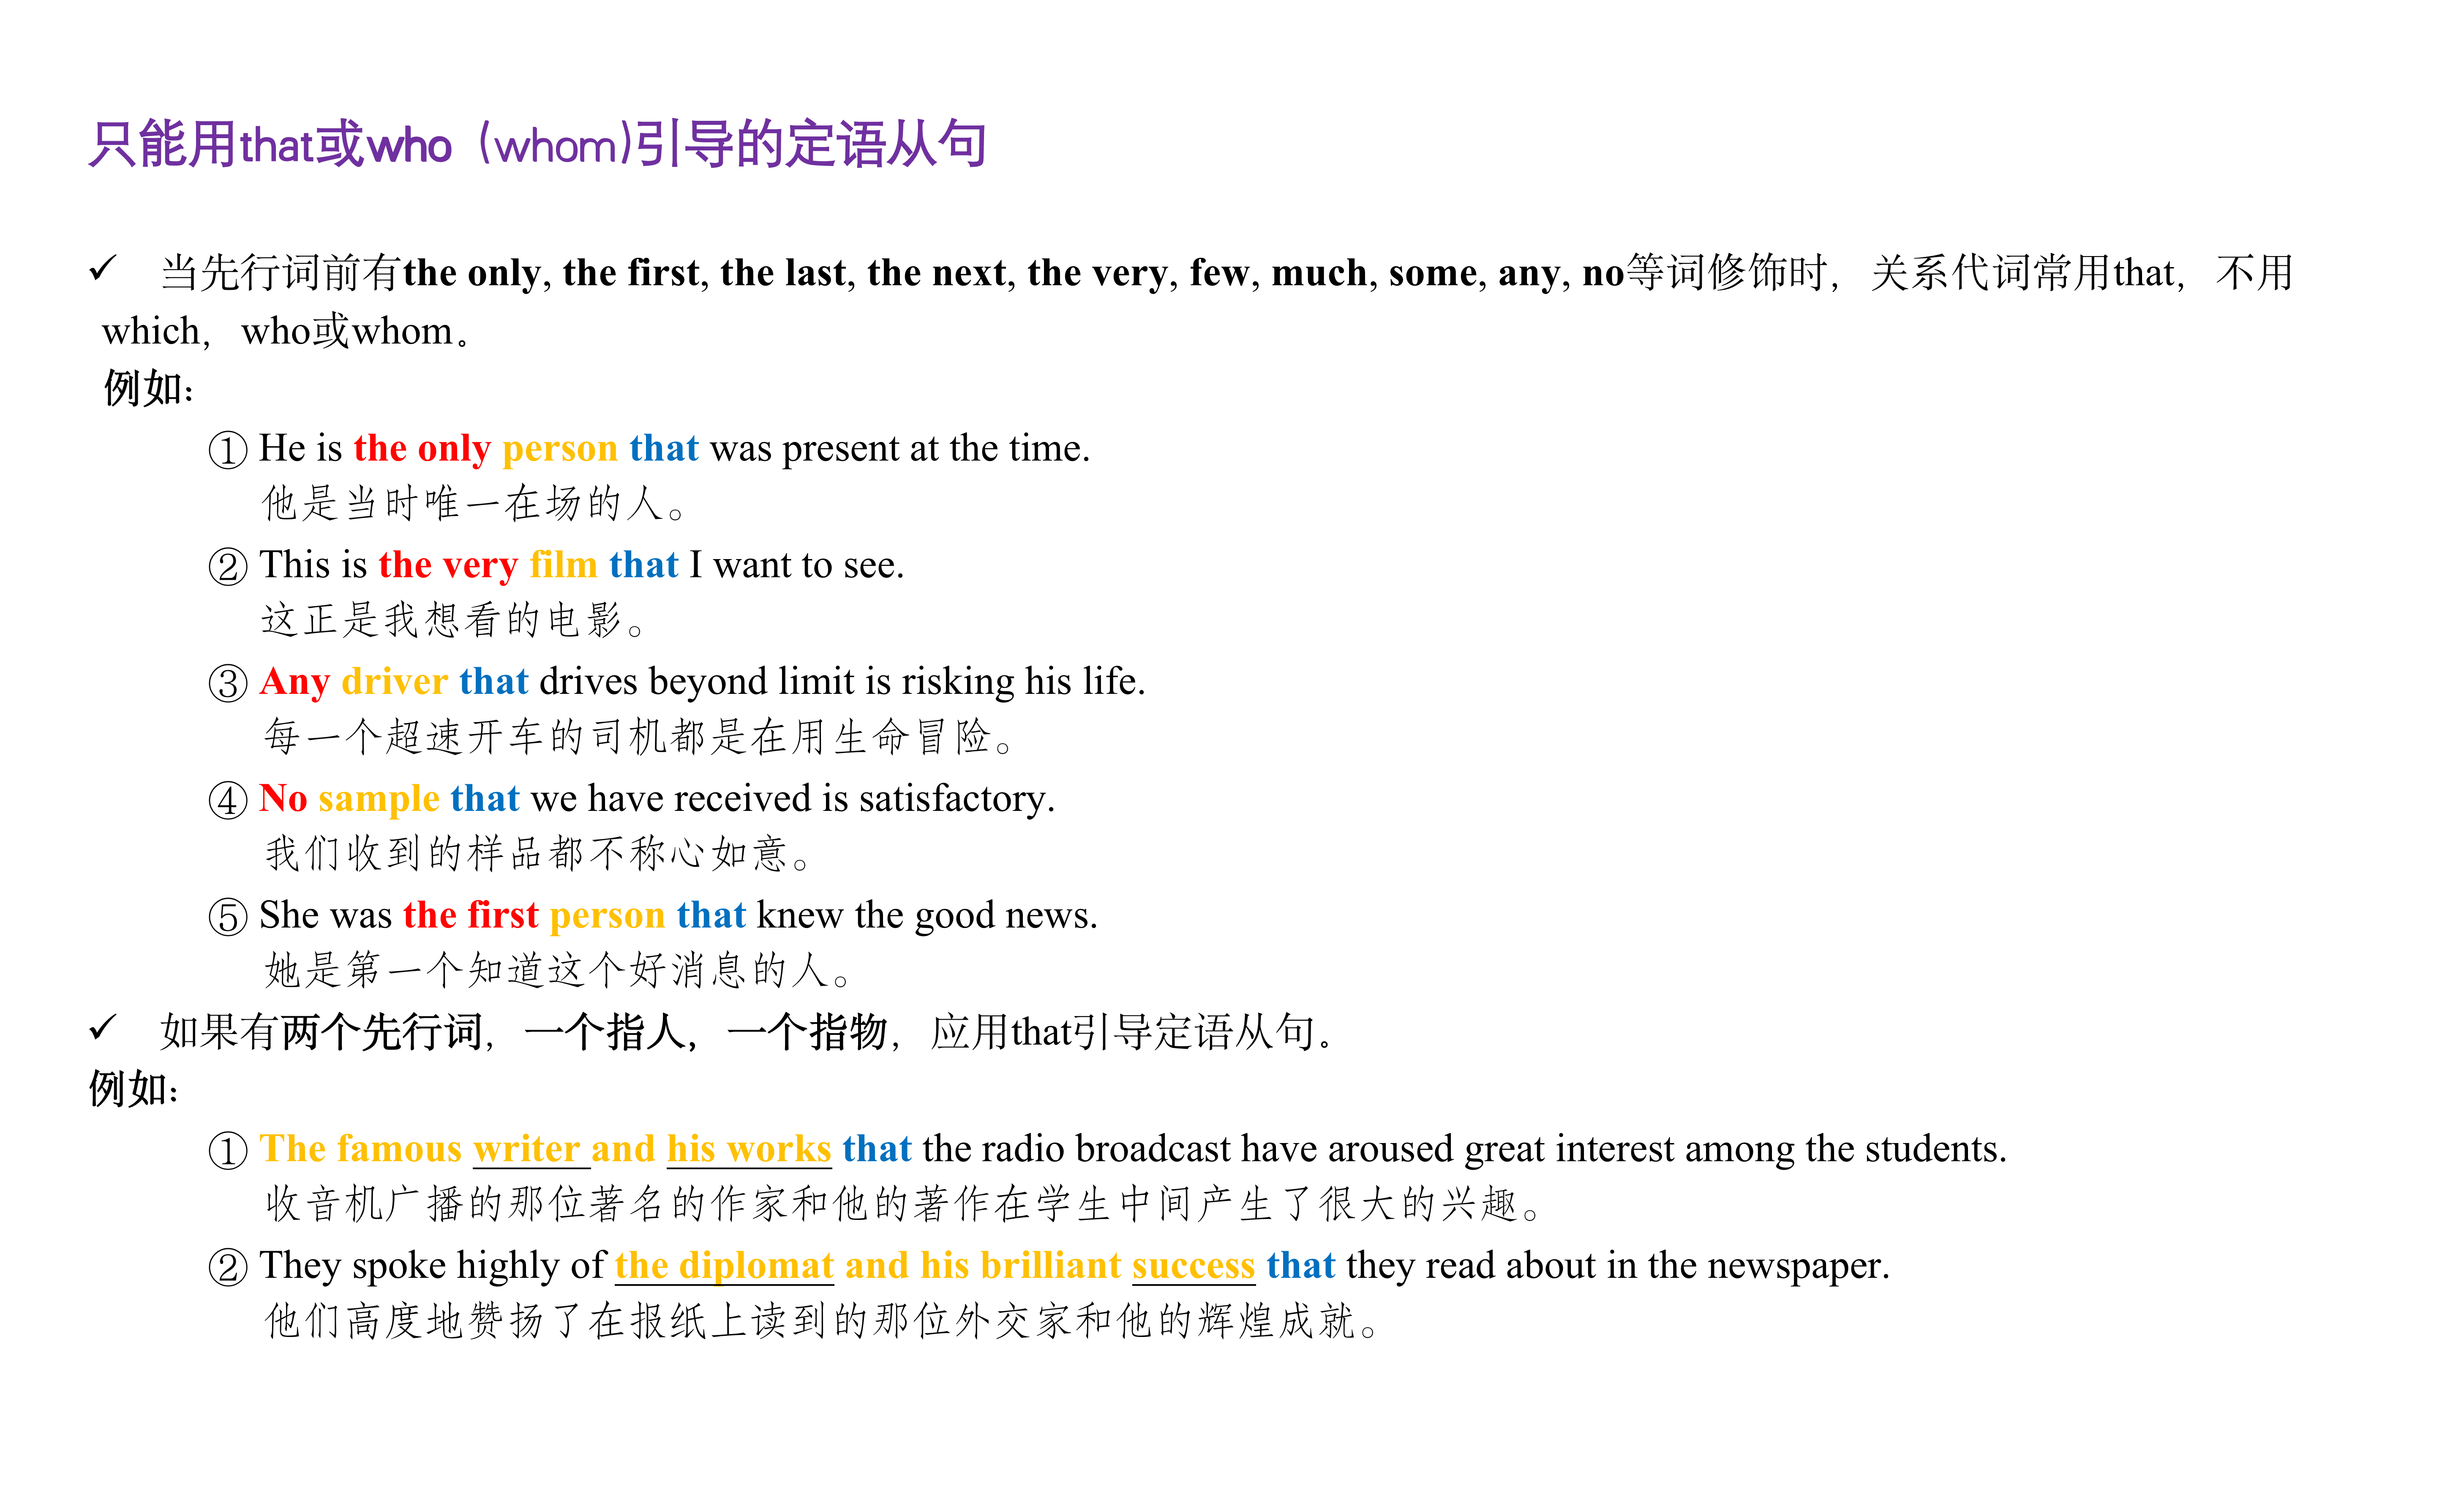 只能用that或who（whom)引导的定语从句
✓ 当先行词前有the only, the first, the last, the next, the very, few, much, some, any, no等词修饰时，关系代词常用that，不用
which，who或whom。
例如：
① He is the only person that was present at the time.
他是当时唯一在场的人。
② This is the very film that I want to see.
这正是我想看的电影。
③ Any driver that drives beyond limit is risking his life.
每一个超速开车的司机都是在用生命冒险。
④ No sample that we have received is satisfactory.
我们收到的样品都不称心如意。
⑤ She was the first person that knew the good news.
她是第一个知道这个好消息的人。
✓ 如果有两个先行词，一个指人，一个指物，应用that引导定语从句。
例如：
① The famous writer and his works that the radio broadcast have aroused great interest among the students.
收音机广播的那位著名的作家和他的著作在学生中间产生了很大的兴趣。
② They spoke highly of the diplomat and his brilliant success that they read about in the newspaper.
他们高度地赞扬了在报纸上读到的那位外交家和他的辉煌成就。